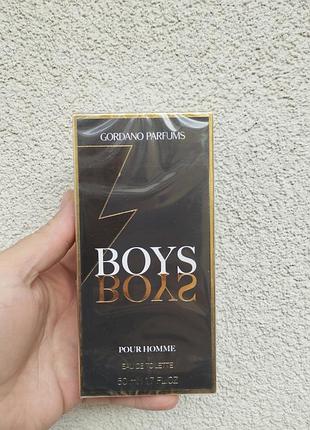 GORDANO PARFUMS
BOYS
BOYS
POUR HOMME
EAU DE TOILETTE
50 ml 1.7 FL.OZ